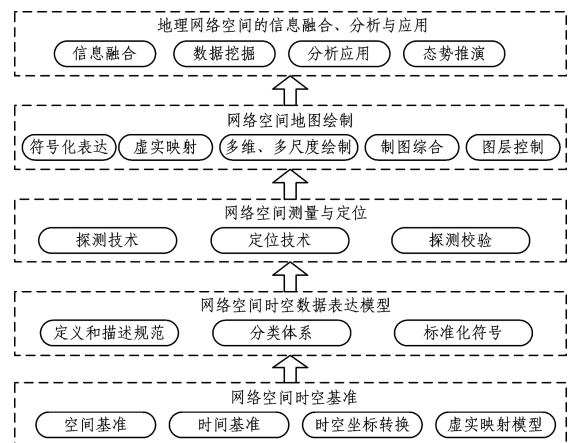 地理网络空间的信息融合、分析与应用
信息融合 数据挖掘 分析应用 态势推演
网络空间地图绘制
符号化表达 虚实映射 多维、多尺度绘制 制图综合 图层控制
网络空间测量与定位
探测技术 定位技术 探测校验
网络空间时空数据表达模型
定义和描述规范 分类体系 标准化符号
网络空间时空基准
空间基准 时间基准 时空坐标转换 虚实映射模型